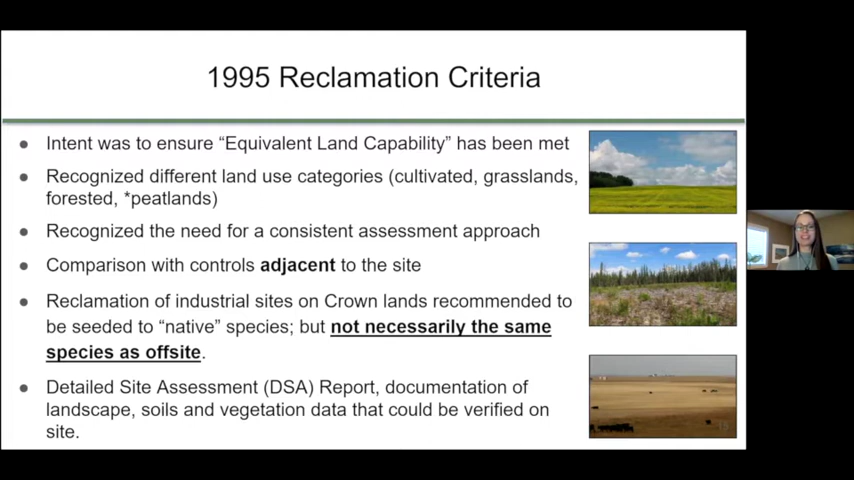 1995 Reclamation Criteria
Intent was to ensure “Equivalent Land Capability” has been met
Recognized different land use categories (cultivated, grasslands,
forested, *peatlands)
Recognized the need for a consistent assessment approach
Comparison with controls adjacent to the site
Reclamation of industrial sites on Crown lands recommended to
be seeded to “native” species; but not necessarily the same
species as offsite.
Detailed Site Assessment (DSA) Report, documentation of
landscape, soils and vegetation data that could be verified on
site.